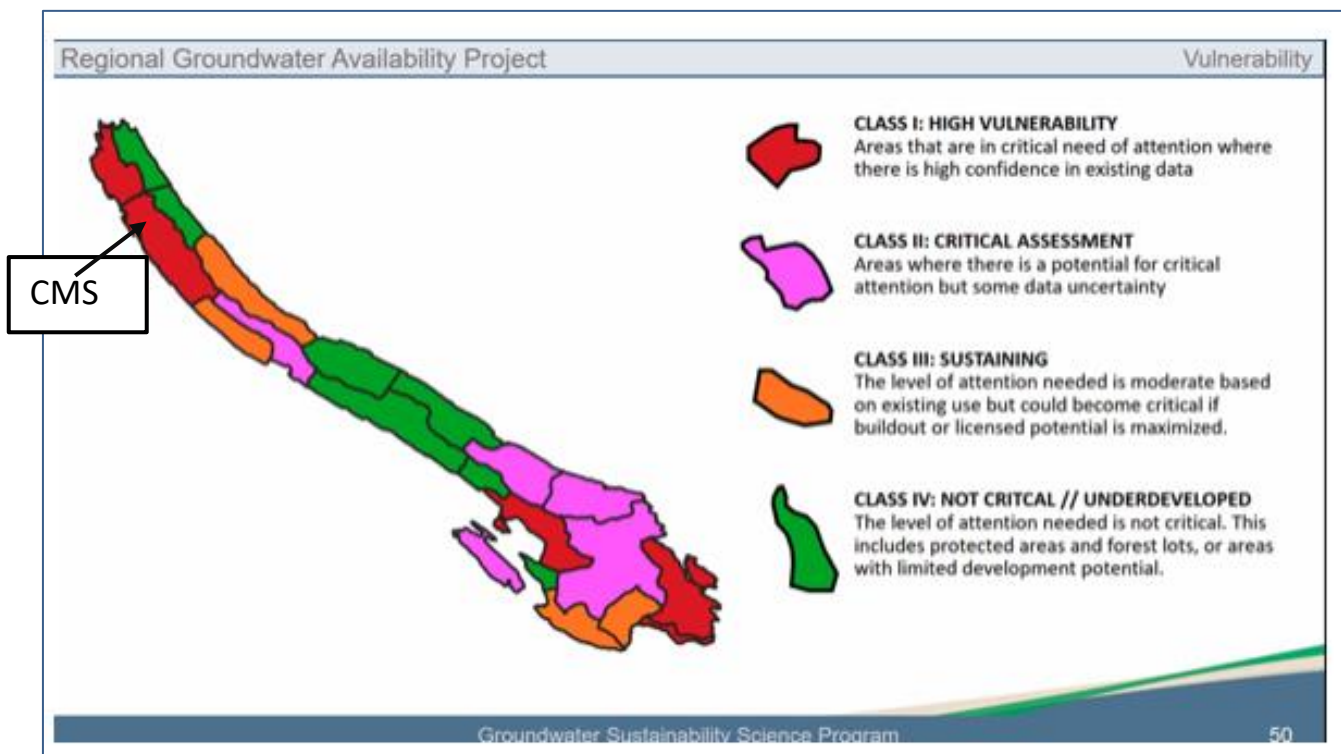 Regional Groundwater Availability Project
Vulnerability
CMS
CLASS I: HIGH VULNERABILITY
Areas that are in critical need of attention where
there is high confidence in existing data
CLASS II: CRITICAL ASSESSMENT
Areas where there is a potential for critical
attention but some data uncertainty
CLASS III: SUSTAINING
The level of attention needed is moderate based
on existing use but could become critical if
buildout or licensed potential is maximized.
CLASS IV: NOT CRITCAL // UNDERDEVELOPED
The level of attention needed is not critical. This
includes protected areas and forest lots, or areas
with limited development potential.
Groundwater Sustainability Science Program
50